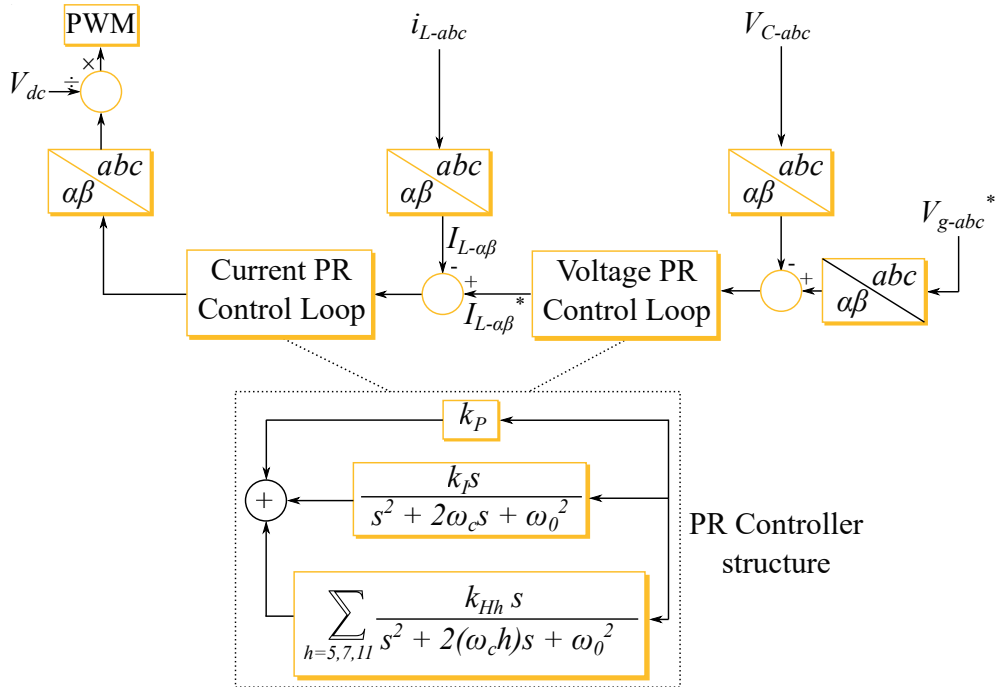 PWM
×
÷
V_dc
i_L-abc
V_C-abc
abc
αβ
abc
αβ
abc
αβ
V_g-abc*
abc
αβ
I_L-αβ
-
+
I_L-αβ*
-
+
Current PR
Control Loop
Voltage PR
Control Loop
k_P
+
k_I s
s² + 2ω_c s + ω_0²
∑
h=5,7,11
k_Hh s
s² + 2(ω_c h)s + ω_0²
PR Controller
structure